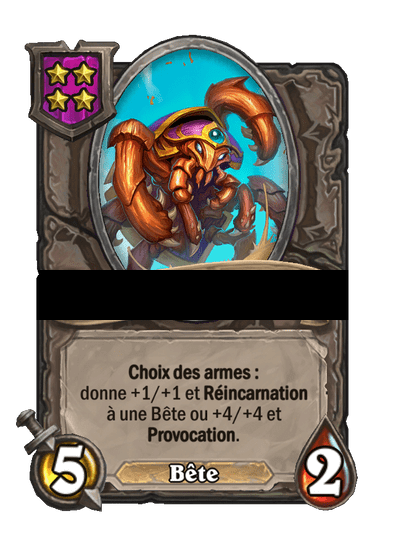 Choix des armes :
donne +1/+1 et Réincarnation
à une Bête ou +4/+4 et
Provocation.
5
Bête
2